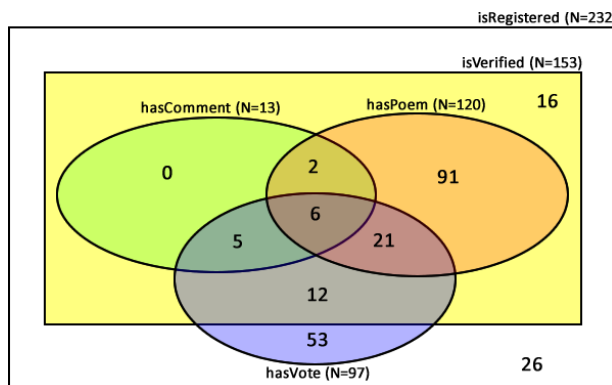 isRegistered (N=232
isVerified (N=153)
16
hasComment (N=13)
hasPoem (N=120)
0
2
91
6
5
21
12
53
26
hasVote (N=97)